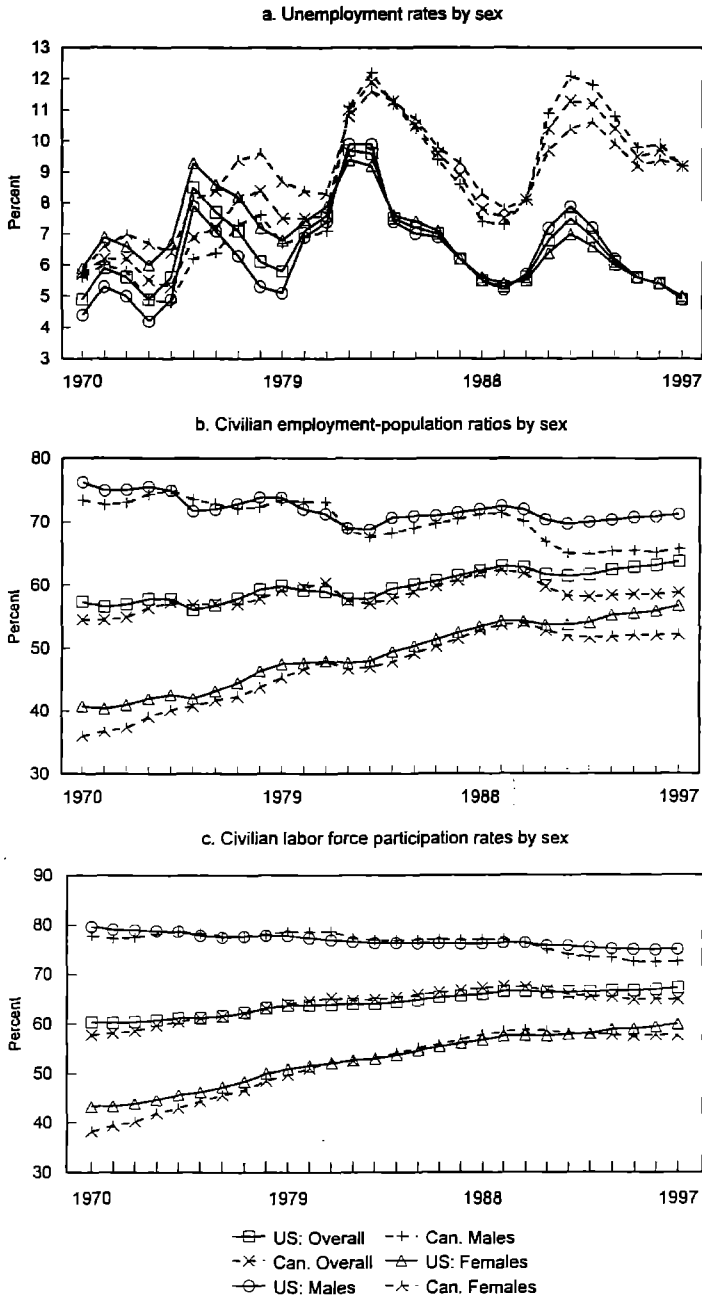 a. Unemployment rates by sex
13
12
11
10
9
8
7
6
5
4
3
Percent
1970 1979 1988 1997
b. Civilian employment-population ratios by sex
80
70
60
50
40
30
Percent
1970 1979 1988 1997
c. Civilian labor force participation rates by sex
90
80
70
60
50
40
30
Percent
1970 1979 1988 1997
US: Overall Can. Males
Can. Overall US: Females
US: Males Can. Females